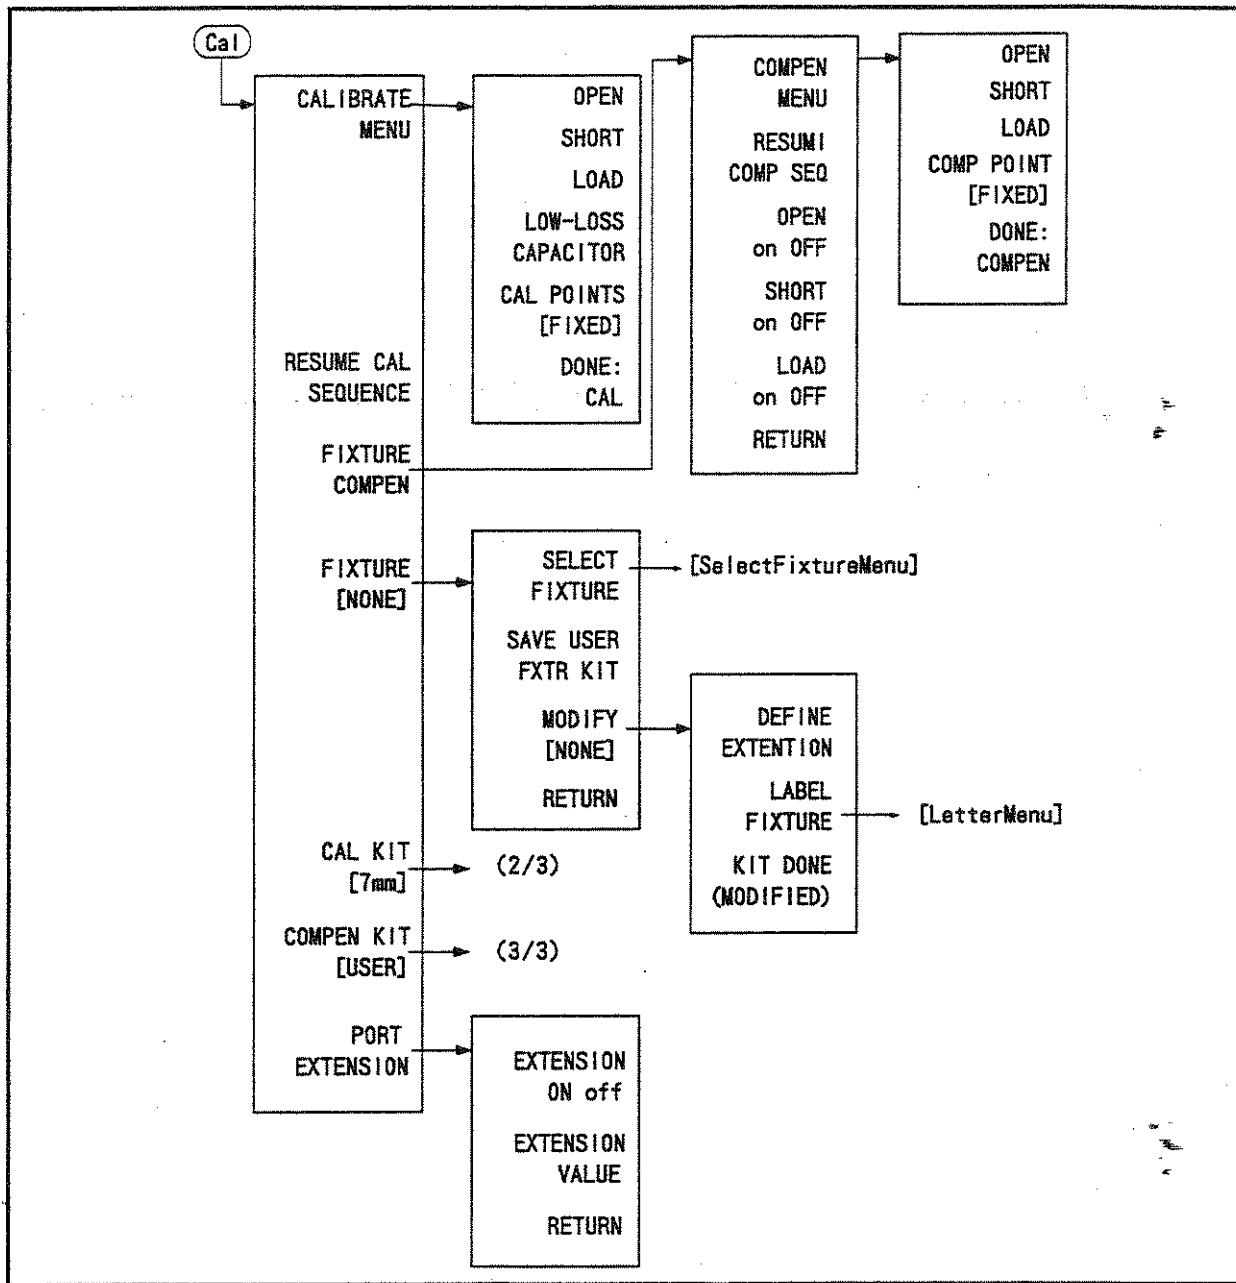 Cal
CALIBRATE
MENU
RESUME CAL
SEQUENCE
FIXTURE
COMPEN
FIXTURE
[NONE]
CAL KIT
[7mm]
COMPEN KIT
[USER]
PORT
EXTENSION
OPEN
SHORT
LOAD
LOW-LOSS
CAPACITOR
CAL POINTS
[FIXED]
DONE:
CAL
COMPEN
MENU
RESUMI
COMP SEQ
OPEN
on OFF
SHORT
on OFF
LOAD
on OFF
RETURN
OPEN
SHORT
LOAD
COMP POINT
[FIXED]
DONE:
COMPEN
SELECT
FIXTURE
SAVE USER
FXTR KIT
MODIFY
[NONE]
RETURN
[SelectFixtureMenu]
DEFINE
EXTENTION
LABEL
FIXTURE
KIT DONE
(MODIFIED)
[LetterMenu]
(2/3)
(3/3)
EXTENSION
ON off
EXTENSION
VALUE
RETURN